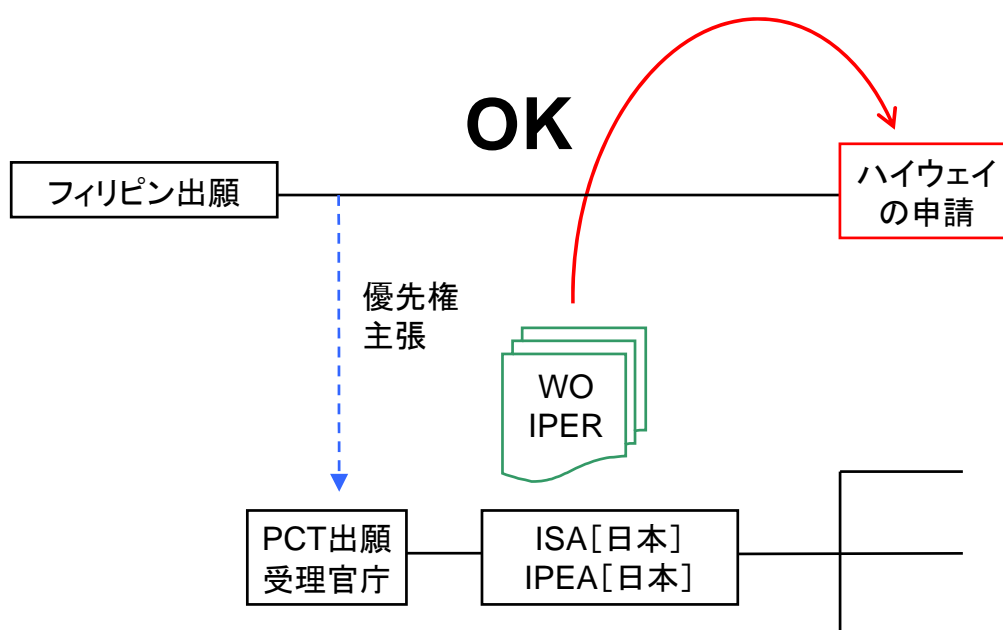 OK
フィリピン出願
ハイウェイ
の申請
優先権
主張
WO
IPER
PCT出願
受理官庁
ISA［日本］
IPEA［日本］